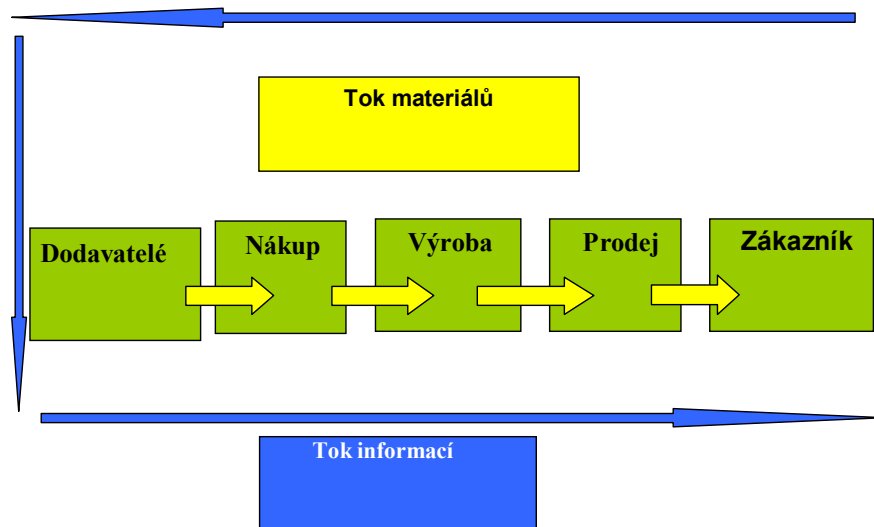 Tok materiálů
Dodavatelé
Nákup
Výroba
Prodej
Zákazník
Tok informací